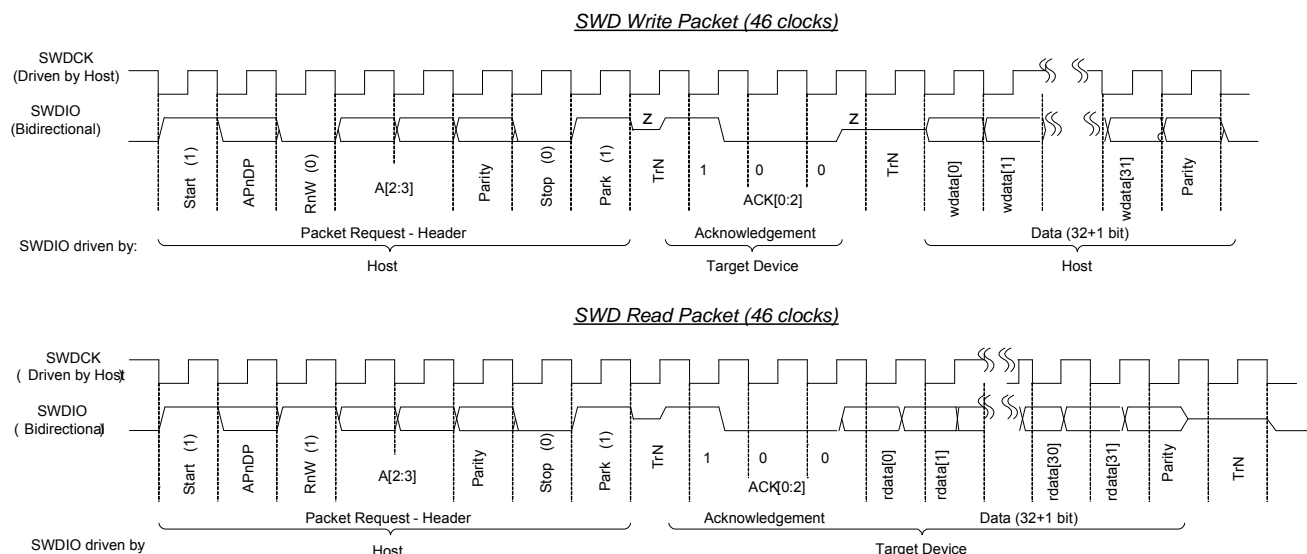 SWD Write Packet (46 clocks)
SWDCK
(Driven by Host)
SWDIO
(Bidirectional)
Z
Z
Start (1)
APnDP
RnW (0)
A[2:3]
Parity
Stop (0)
Park (1)
TrN
1
0
0
ACK[0:2]
TrN
wdata[0]
wdata[1]
wdata[31]
Parity
SWDIO driven by:
Packet Request - Header
Acknowledgement
Data (32+1 bit)
Host
Target Device
Host
SWD Read Packet (46 clocks)
SWDCK
( Driven by Host)
SWDIO
( Bidirectional)
Start (1)
APnDP
RnW (1)
A[2:3]
Parity
Stop (0)
Park (1)
TrN
1
0
0
ACK[0:2]
rdata[0]
rdata[1]
rdata[30]
rdata[31]
Parity
TrN
Packet Request - Header
Acknowledgement
Data (32+1 bit)
SWDIO driven by
Host
Target Device